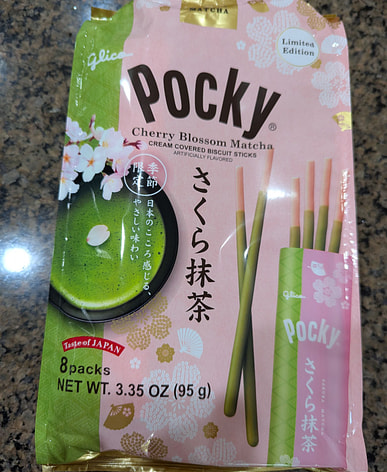 MATCHA
Glico
Limited
Edition
Pocky®
Cherry Blossom Matcha
CREAM COVERED BISCUIT STICKS
ARTIFICIALLY FLAVORED
季節
限定
日本のこころ感じる、
やさしい味わい
さくら抹茶
Glico
Pocky
さくら抹茶
Taste of JAPAN
8packs
NET WT. 3.35 OZ (95 g)